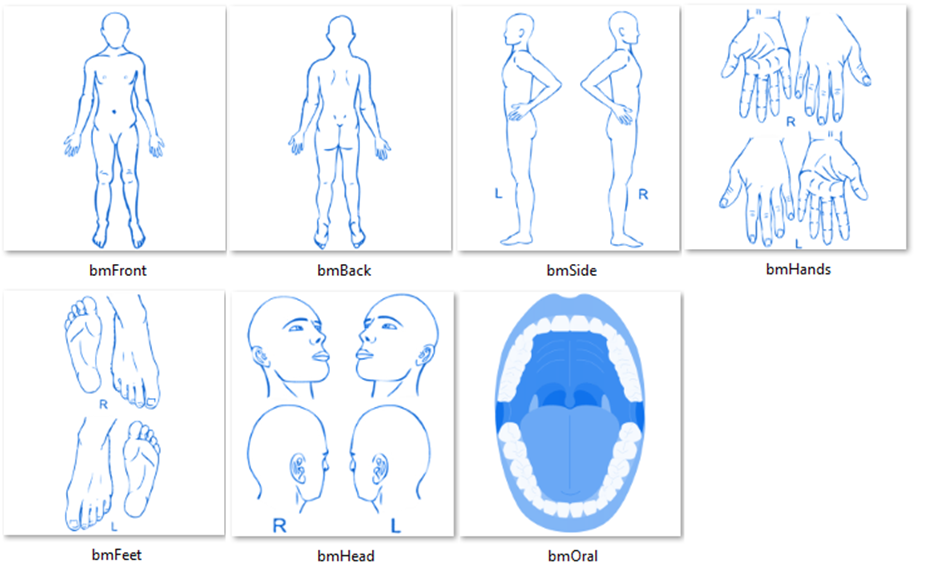 L
R
R
L
bmFront
bmBack
bmSide
bmHands
R
L
R
L
bmFeet
bmHead
bmOral